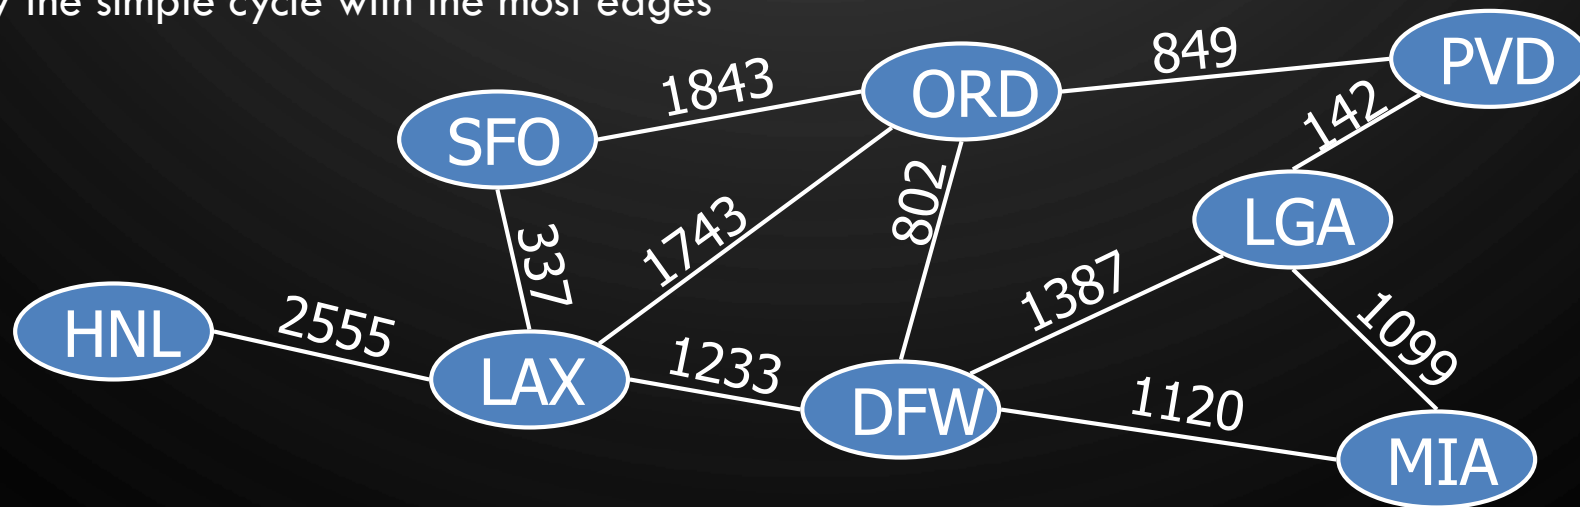 the simple cycle with the most edges
849
PVD
1843
ORD
142
SFO
802
LGA
337
1743
1387
HNL
2555
1099
LAX
1233
DFW
1120
MIA